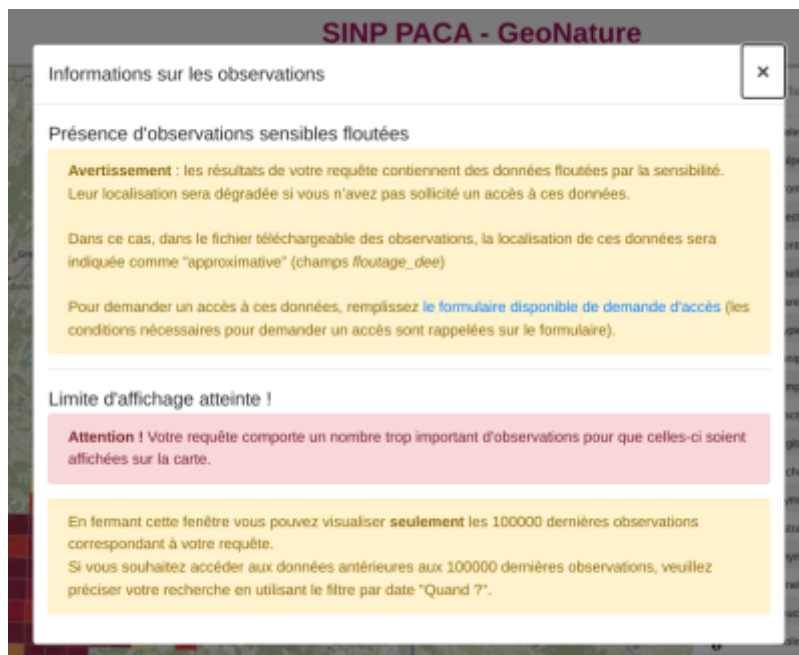 SINP PACA - GeoNature
Informations sur les observations
×
Présence d'observations sensibles floutées
Avertissement : les résultats de votre requête contiennent des données floutées par la sensibilité.
Leur localisation sera dégradée si vous n'avez pas sollicité un accès à ces données.
Dans ce cas, dans le fichier téléchargeable des observations, la localisation de ces données sera
indiquée comme "approximative" (champs floutage_dee)
Pour demander un accès à ces données, remplissez le formulaire disponible de demande d'accès (les
conditions nécessaires pour demander un accès sont rappelées sur le formulaire).
Limite d'affichage atteinte !
Attention ! Votre requête comporte un nombre trop important d'observations pour que celles-ci soient
affichées sur la carte.
En fermant cette fenêtre vous pouvez visualiser seulement les 100000 dernières observations
correspondant à votre requête.
Si vous souhaitez accéder aux données antérieures aux 100000 dernières observations, veuillez
préciser votre recherche en utilisant le filtre par date "Quand ?".